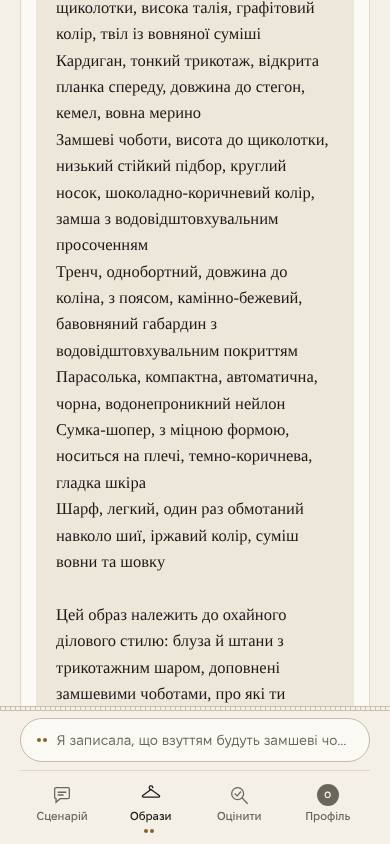 щиколотки, висока талія, графітовий
колір, твіл із вовняної суміші
Кардиган, тонкий трикотаж, відкрита
планка спереду, довжина до стегон,
кемел, вовна мерино
Замшеві чоботи, висота до щиколотки,
низький стійкий підбор, круглий
носок, шоколадно-коричневий колір,
замша з водовідштовхувальним
просоченням
Тренч, однобортний, довжина до
коліна, з поясом, камінно-бежевий,
бавовняний габардин з
водовідштовхувальним покриттям
Парасолька, компактна, автоматична,
чорна, водонепроникний нейлон
Сумка-шопер, з міцною формою,
носиться на плечі, темно-коричнева,
гладка шкіра
Шарф, легкий, один раз обмотаний
навколо шиї, іржавий колір, суміш
вовни та шовку
Цей образ належить до охайного
ділового стилю: блуза й штани з
трикотажним шаром, доповнені
замшевими чоботами, про які ти
Я записала, що взуттям будуть замшеві чо...
Сценарій
Образи
Оцінити
О
Профіль